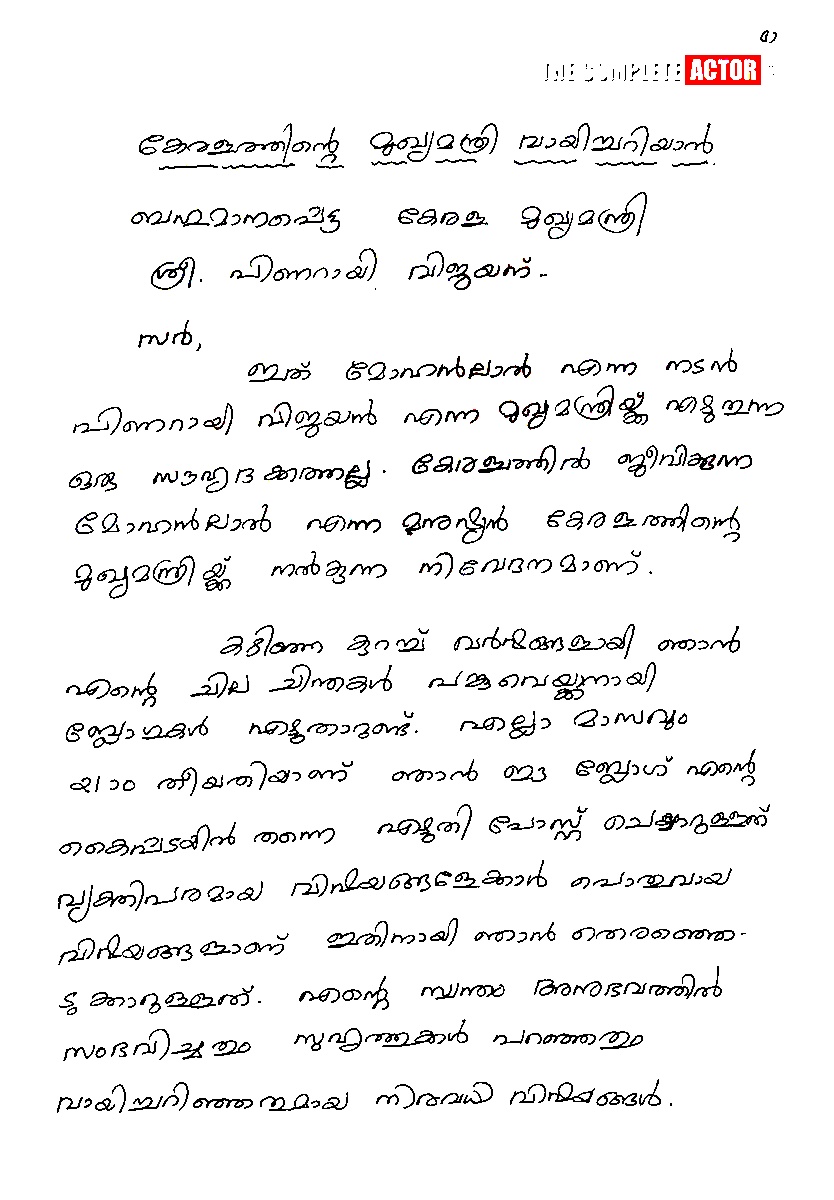 THE COMPLETE ACTOR
കേരളത്തിന്റെ മുഖ്യമന്ത്രി വായിച്ചറിയാൻ
ബഹുമാനപ്പെട്ട കേരള മുഖ്യമന്ത്രി
ശ്രീ. പിണറായി വിജയന് -
സർ,
ഇത് മോഹൻലാൽ എന്ന നടൻ
പിണറായി വിജയൻ എന്ന മുഖ്യമന്ത്രിയ്ക്ക് എഴുതുന്ന
ഒരു സൗഹൃദ കത്തല്ല. കേരളത്തിൽ ജീവിക്കുന്ന
മോഹൻലാൽ എന്ന മനുഷ്യൻ കേരളത്തിന്റെ
മുഖ്യമന്ത്രിയ്ക്ക് നൽകുന്ന നിവേദനമാണ്.
കഴിഞ്ഞ കുറച്ച് വർഷങ്ങളായി ഞാൻ
എന്റെ ചില ചിന്തകൾ പങ്കുവെയ്ക്കുന്നതായി
ബ്ലോഗുകൾ എഴുതാറുണ്ട്. എല്ലാ മാസവും
൨൧ാം തീയതിയാണ് ഞാൻ ഈ ബ്ലോഗ് എന്റെ
കൈപ്പടയിൽ തന്നെ എഴുതി പോസ്റ്റ് ചെയ്യാറുള്ളത്
വ്യക്തിപരമായ വിഷയങ്ങളേക്കാൾ പൊതുവായ
വിഷയങ്ങളാണ് ഇതിനായി ഞാൻ തെരഞ്ഞെ-
ടുക്കാറുള്ളത്. എന്റെ സ്വന്തം അനുഭവത്തിൽ
സംഭവിച്ചതും സുഹൃത്തുക്കൾ പറഞ്ഞതും
വായിച്ചറിഞ്ഞതുമായ നിരവധി വിഷയങ്ങൾ.